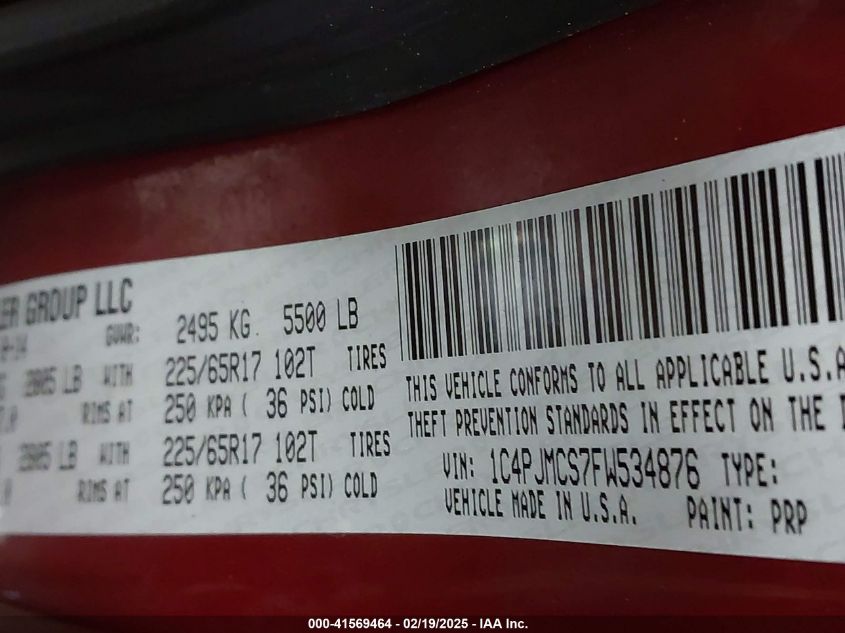 ER GROUP LLC
GVWR: 2495 KG 5500 LB
2805 LB WITH 225/65R17 102T TIRES
RIMS AT 250 KPA ( 36 PSI) COLD
2805 LB WITH 225/65R17 102T TIRES
RIMS AT 250 KPA ( 36 PSI) COLD
THIS VEHICLE CONFORMS TO ALL APPLICABLE U.S.A
THEFT PREVENTION STANDARDS IN EFFECT ON THE D
VIN: 1C4PJMCS7FW534876 TYPE:
VEHICLE MADE IN U.S.A. PAINT: PRP
000-41569464 - 02/19/2025 - IAA Inc.